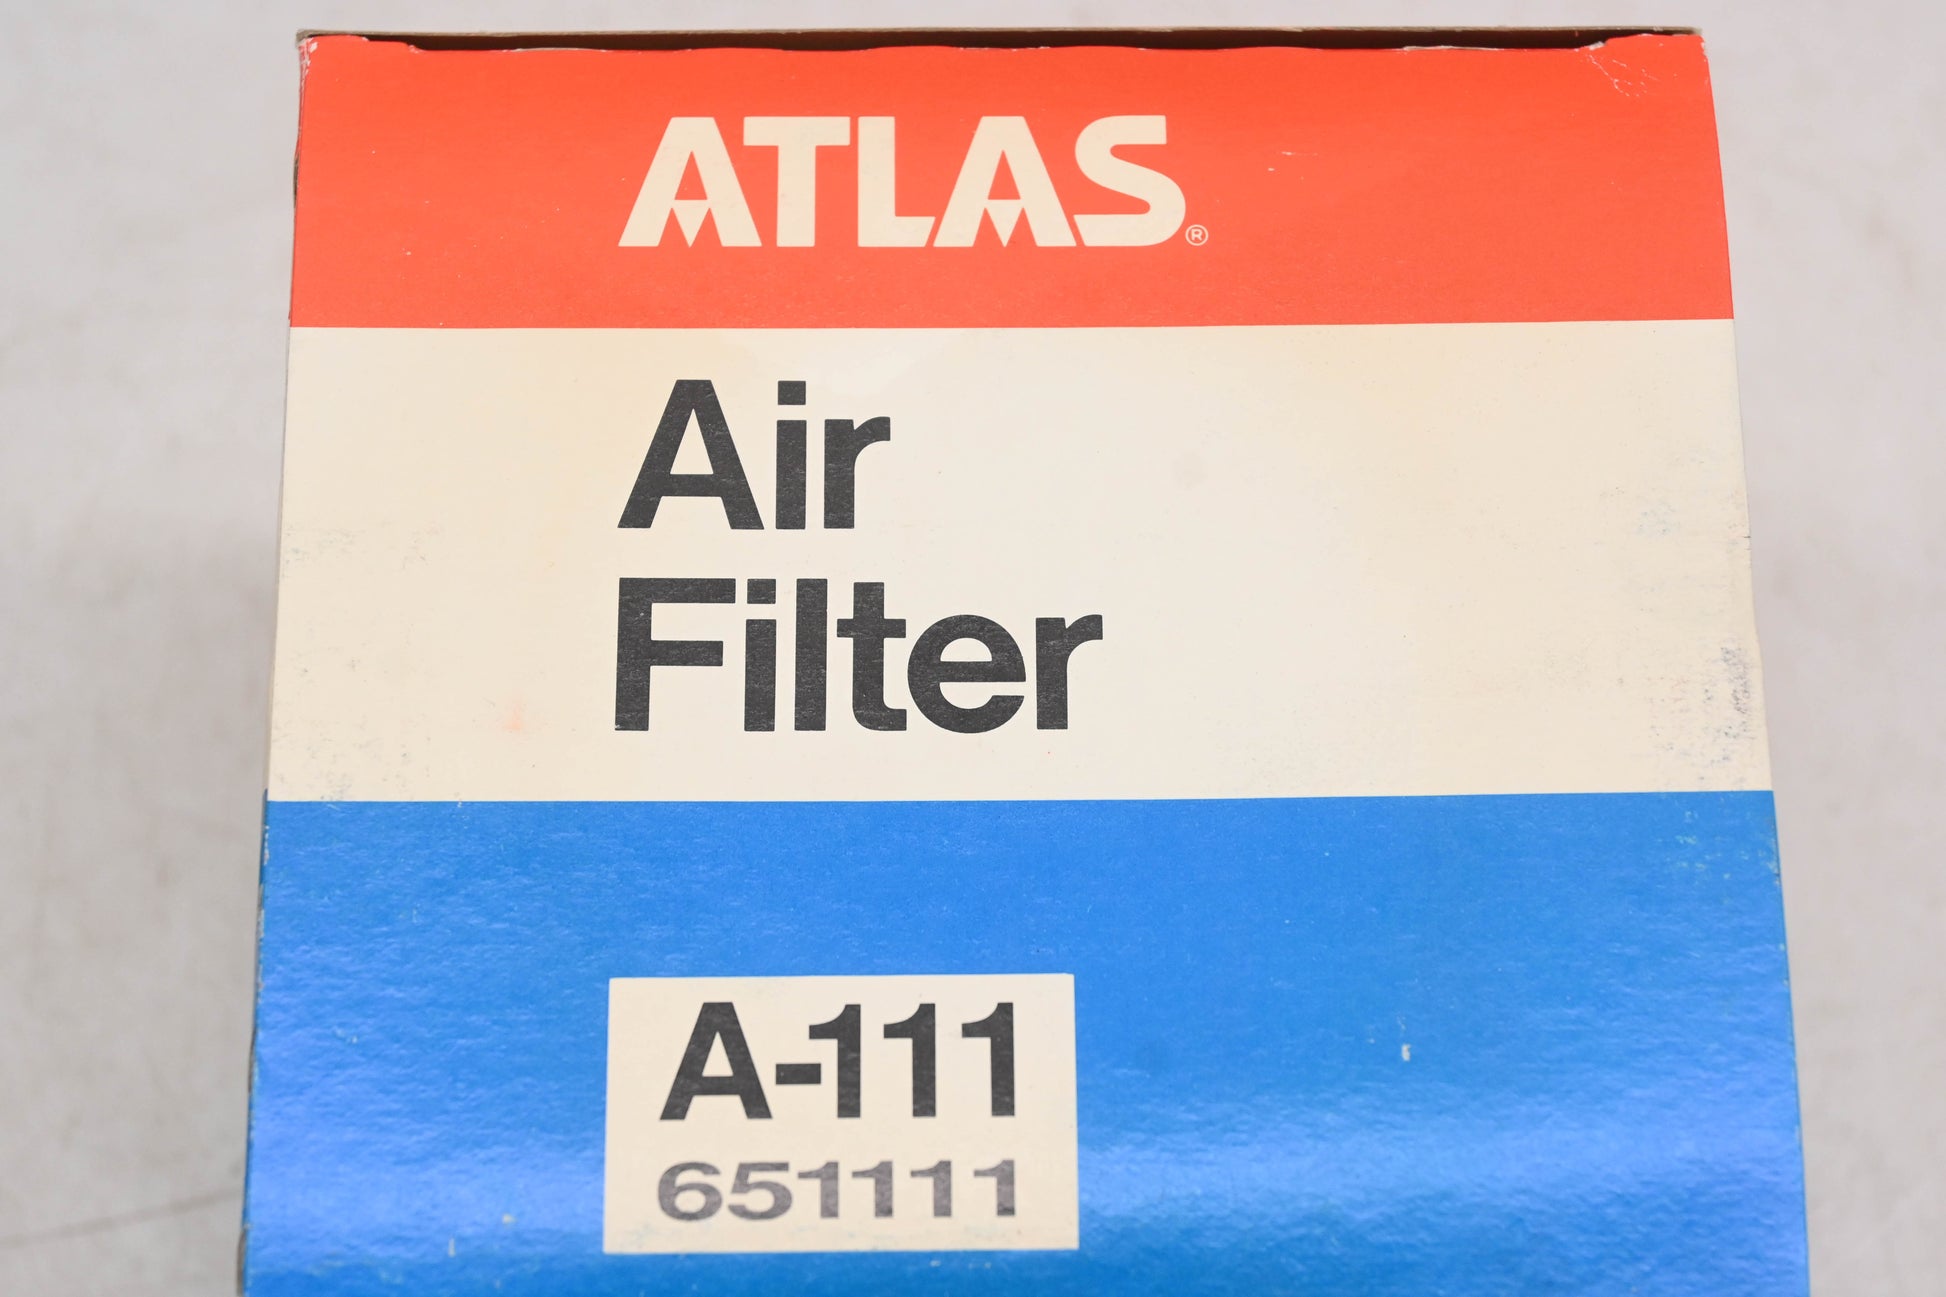 ATLAS®
Air
Filter
A-111
651111